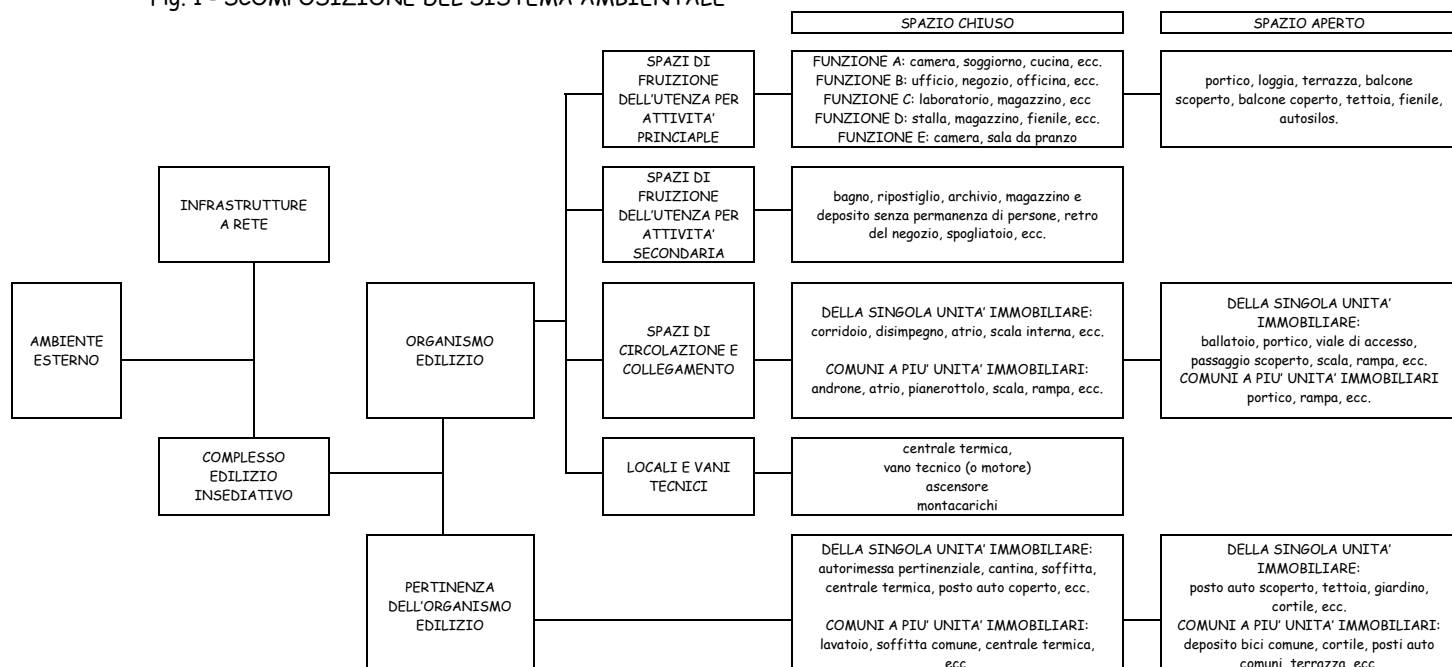 Fig. 1 - SCOMPOSIZIONE DEL SISTEMA AMBIENTALE
SPAZIO CHIUSO
SPAZIO APERTO
SPAZI DI
FRUIZIONE
DELL'UTENZA PER
ATTIVITA'
PRINCIAPLE
FUNZIONE A: camera, soggiorno, cucina, ecc.
FUNZIONE B: ufficio, negozio, officina, ecc.
FUNZIONE C: laboratorio, magazzino, ecc
FUNZIONE D: stalla, magazzino, fienile, ecc.
FUNZIONE E: camera, sala da pranzo
portico, loggia, terrazza, balcone
scoperto, balcone coperto, tettoia, fienile,
autosilos.
INFRASTRUTTURE
A RETE
SPAZI DI
FRUIZIONE
DELL'UTENZA PER
ATTIVITA'
SECONDARIA
bagno, ripostiglio, archivio, magazzino e
deposito senza permanenza di persone, retro
del negozio, spogliatoio, ecc.
AMBIENTE
ESTERNO
ORGANISMO
EDILIZIO
SPAZI DI
CIRCOLAZIONE E
COLLEGAMENTO
DELLA SINGOLA UNITA' IMMOBILIARE:
corridoio, disimpegno, atrio, scala interna, ecc.
COMUNI A PIU' UNITA' IMMOBILIARI:
androne, atrio, pianerottolo, scala, rampa, ecc.
DELLA SINGOLA UNITA'
IMMOBILIARE:
ballatoio, portico, viale di accesso,
passaggio scoperto, scala, rampa, ecc.
COMUNI A PIU' UNITA' IMMOBILIARI
portico, rampa, ecc.
COMPLESSO
EDILIZIO
INSEDIATIVO
LOCALI E VANI
TECNICI
centrale termica,
vano tecnico (o motore)
ascensore
montacarichi
PERTINENZA
DELL'ORGANISMO
EDILIZIO
DELLA SINGOLA UNITA' IMMOBILIARE:
autorimessa pertinenziale, cantina, soffitta,
centrale termica, posto auto coperto, ecc.
COMUNI A PIU' UNITA' IMMOBILIARI:
lavatoio, soffitta comune, centrale termica,
ecc
DELLA SINGOLA UNITA'
IMMOBILIARE:
posto auto scoperto, tettoia, giardino,
cortile, ecc.
COMUNI A PIU' UNITA' IMMOBILIARI:
deposito bici comune, cortile, posti auto
comuni, terrazza, ecc